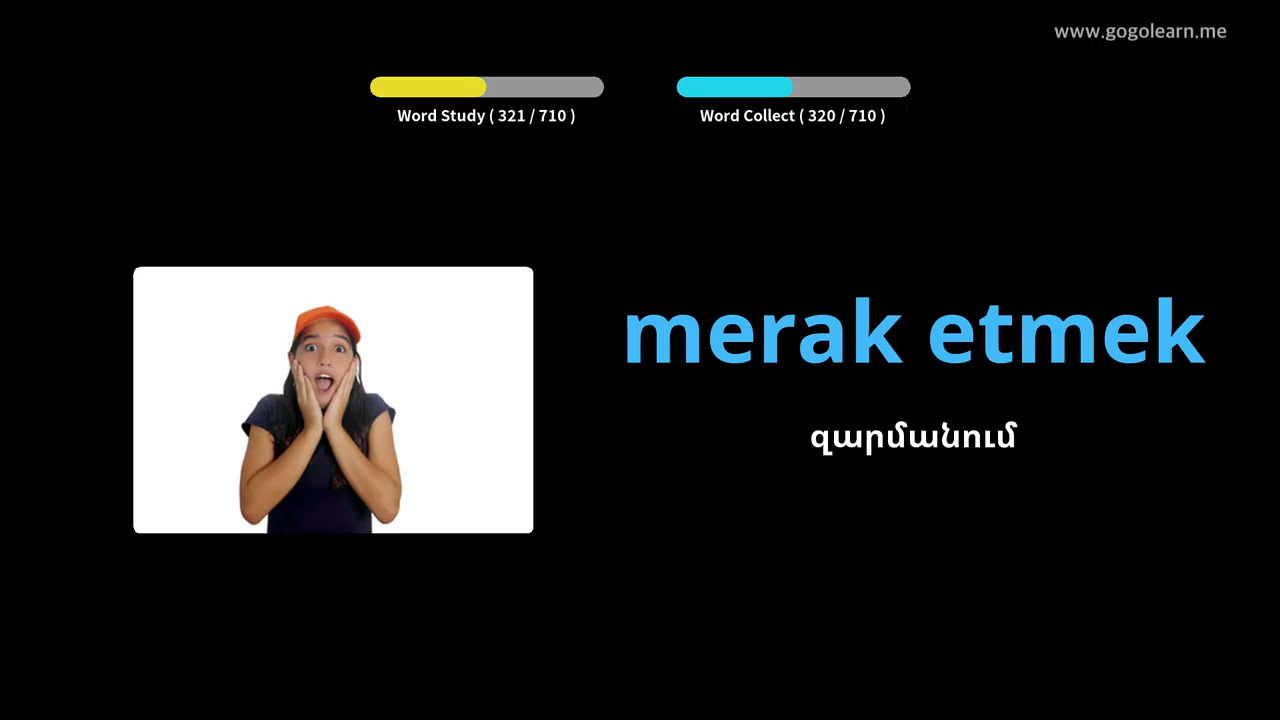 www.gogolearn.me
Word Study ( 321 / 710 )
Word Collect ( 320 / 710 )
merak etmek
զարմանում